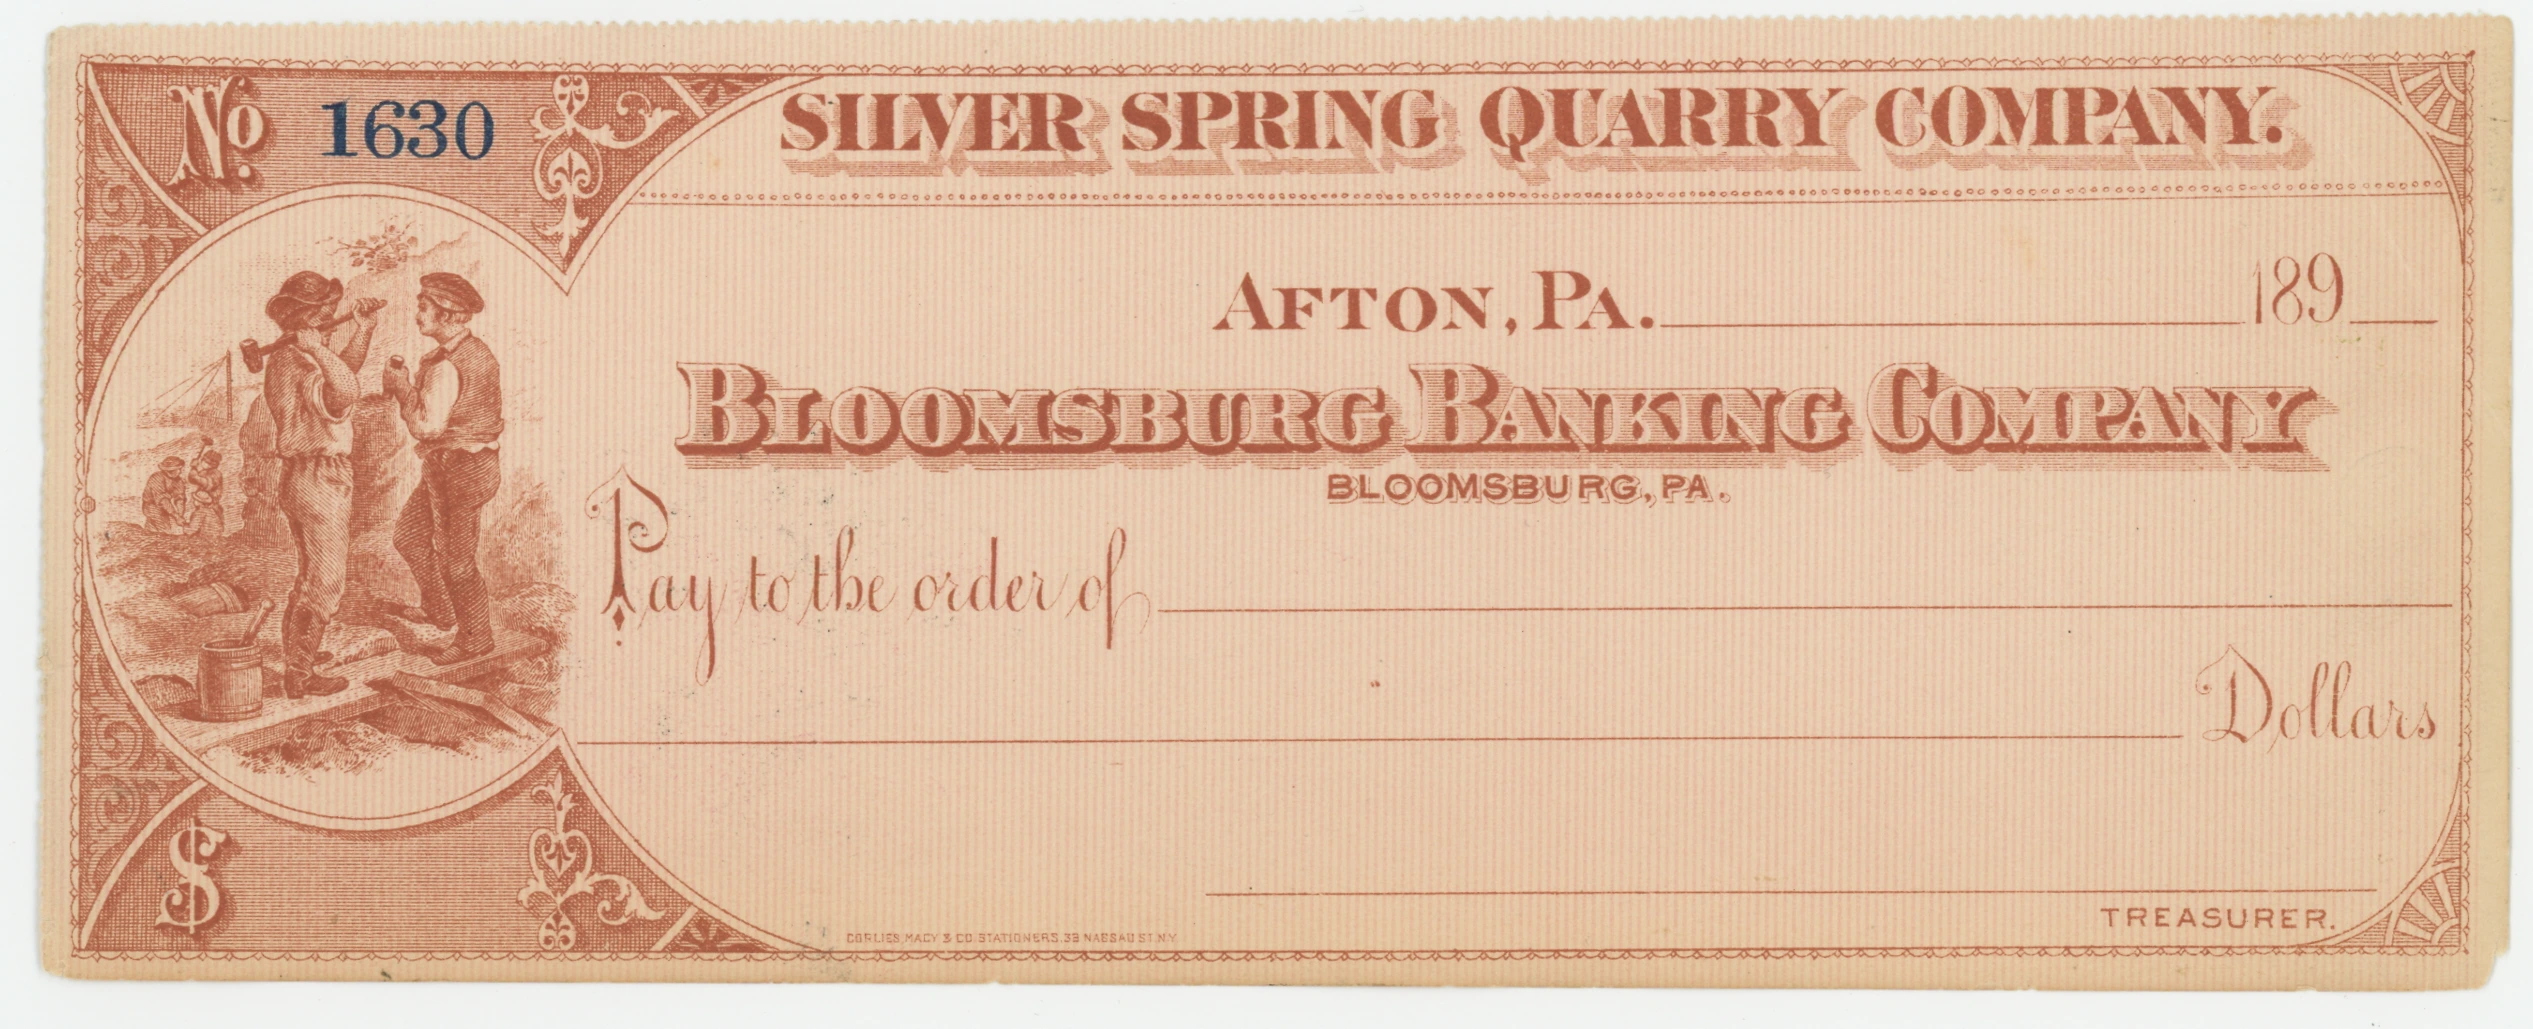 No. 1630
SILVER SPRING QUARRY COMPANY.
AFTON, PA. 189
BLOOMSBURG BANKING COMPANY
BLOOMSBURG, PA.
Pay to the order of
Dollars
$
TREASURER.
CORLIES, MACY & CO. STATIONERS. 39 NASSAU ST. N.Y.